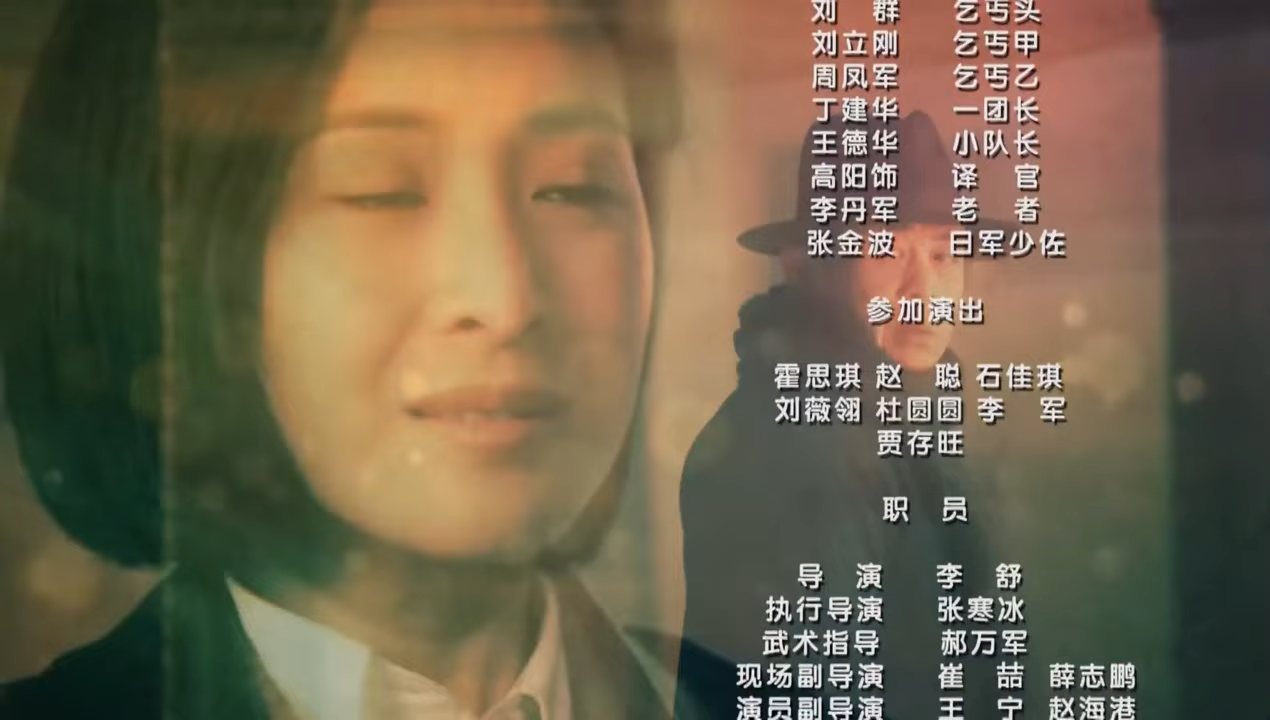 刘 群 乞丐头
刘立刚 乞丐甲
周凤军 乞丐乙
丁建华 一团长
王德华 小队长
高阳饰 译 官
李丹军 老 者
张金波 日军少佐
参加演出
霍思琪 赵 聪 石佳琪
刘薇翎 杜圆圆 李 军
贾存旺
职 员
导 演 李 舒
执行导演 张寒冰
武术指导 郝万军
现场副导演 崔 喆 薛志鹏
演员副导演 王 宁 赵海港